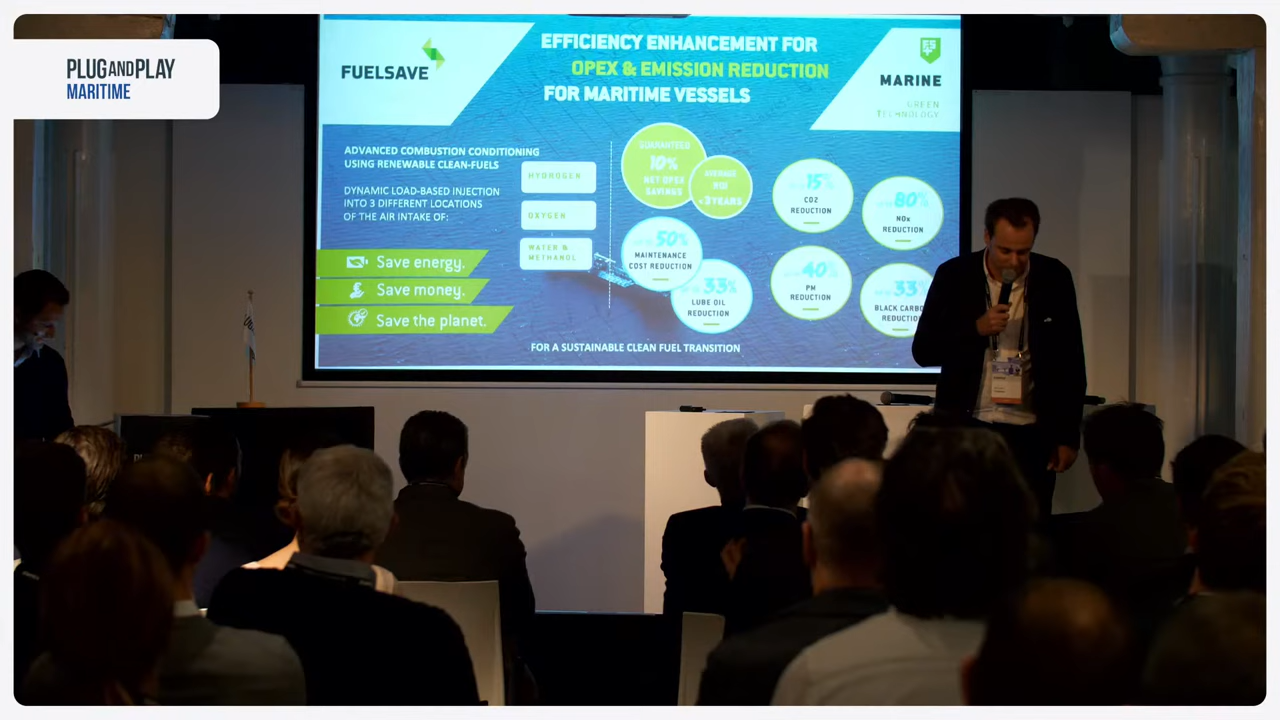 PLUGANDPLAY
MARITIME
FUELSAVE
EFFICIENCY ENHANCEMENT FOR
OPEX & EMISSION REDUCTION
FOR MARITIME VESSELS
ES+
MARINE
GREEN
TECHNOLOGY
ADVANCED COMBUSTION CONDITIONING
USING RENEWABLE CLEAN-FUELS
DYNAMIC LOAD-BASED INJECTION
INTO 3 DIFFERENT LOCATIONS
OF THE AIR INTAKE OF:
HYDROGEN
OXYGEN
WATER &
METHANOL
Save energy.
Save money.
Save the planet.
GUARANTEED
10%
NET OPEX
SAVINGS
AVERAGE
ROI
<3 YEARS
50%
MAINTENANCE
COST REDUCTION
33%
LUBE OIL
REDUCTION
15%
CO2
REDUCTION
80%
NOx
REDUCTION
40%
PM
REDUCTION
33%
BLACK CARBO
REDUCTIO
FOR A SUSTAINABLE CLEAN FUEL TRANSITION